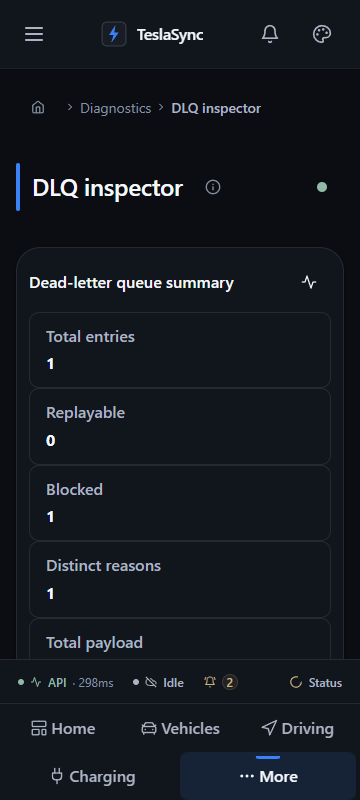 TeslaSync
Diagnostics DLQ inspector
DLQ inspector
Dead-letter queue summary
Total entries
1
Replayable
0
Blocked
1
Distinct reasons
1
Total payload
API · 298ms Idle 2 Status
Home Vehicles Driving
Charging More